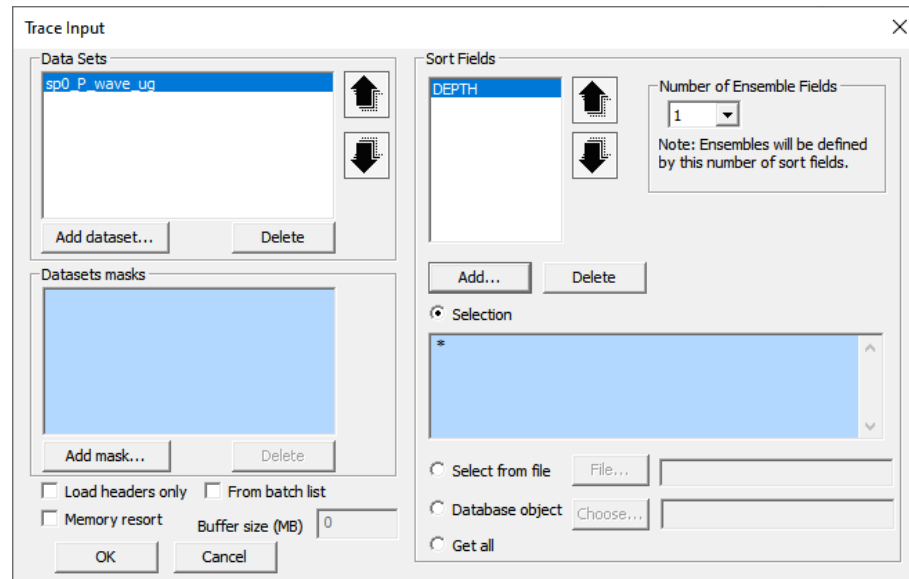 Trace Input
Data Sets
sp0_P_wave_ug
Add dataset...
Delete
Datasets masks
Add mask...
Delete
Load headers only
From batch list
Memory resort
Buffer size (MB)
0
OK
Cancel
Sort Fields
DEPTH
Number of Ensemble Fields
1
Note: Ensembles will be defined
by this number of sort fields.
Add...
Delete
Selection
*
Select from file
File...
Database object
Choose...
Get all